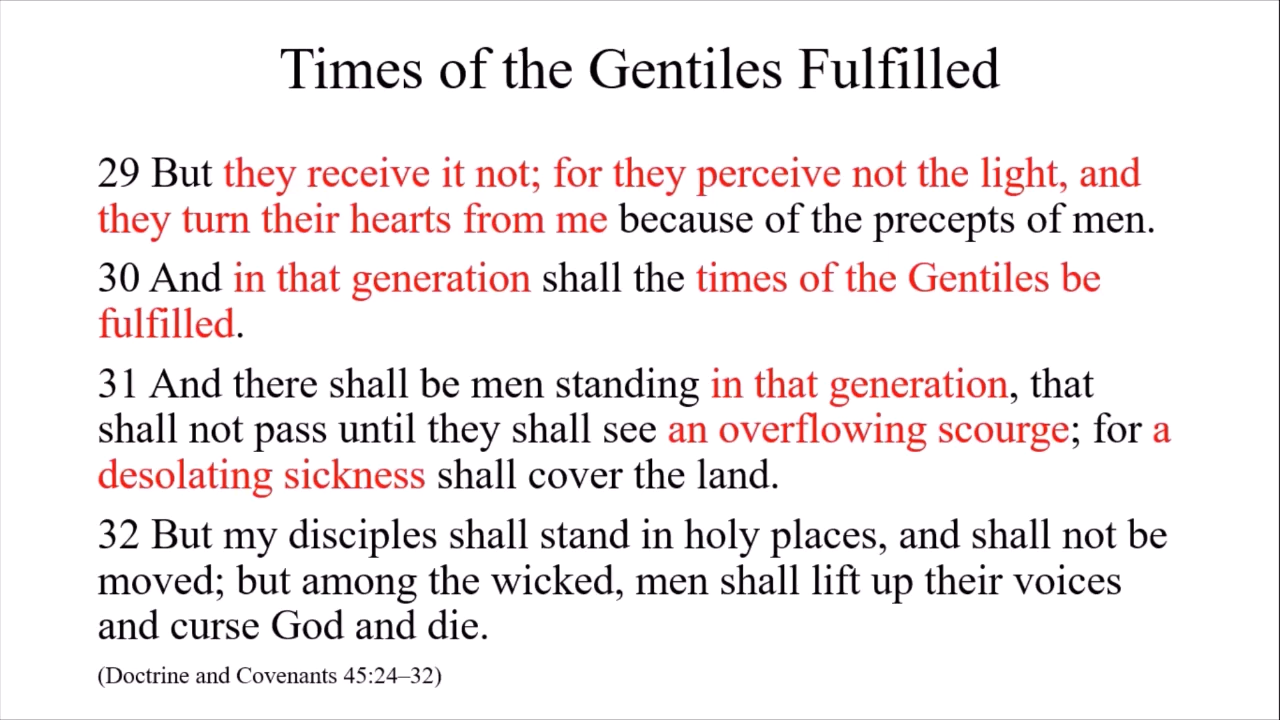 Times of the Gentiles Fulfilled
29 But they receive it not; for they perceive not the light, and
they turn their hearts from me because of the precepts of men.
30 And in that generation shall the times of the Gentiles be
fulfilled.
31 And there shall be men standing in that generation, that
shall not pass until they shall see an overflowing scourge; for a
desolating sickness shall cover the land.
32 But my disciples shall stand in holy places, and shall not be
moved; but among the wicked, men shall lift up their voices
and curse God and die.
(Doctrine and Covenants 45:24–32)